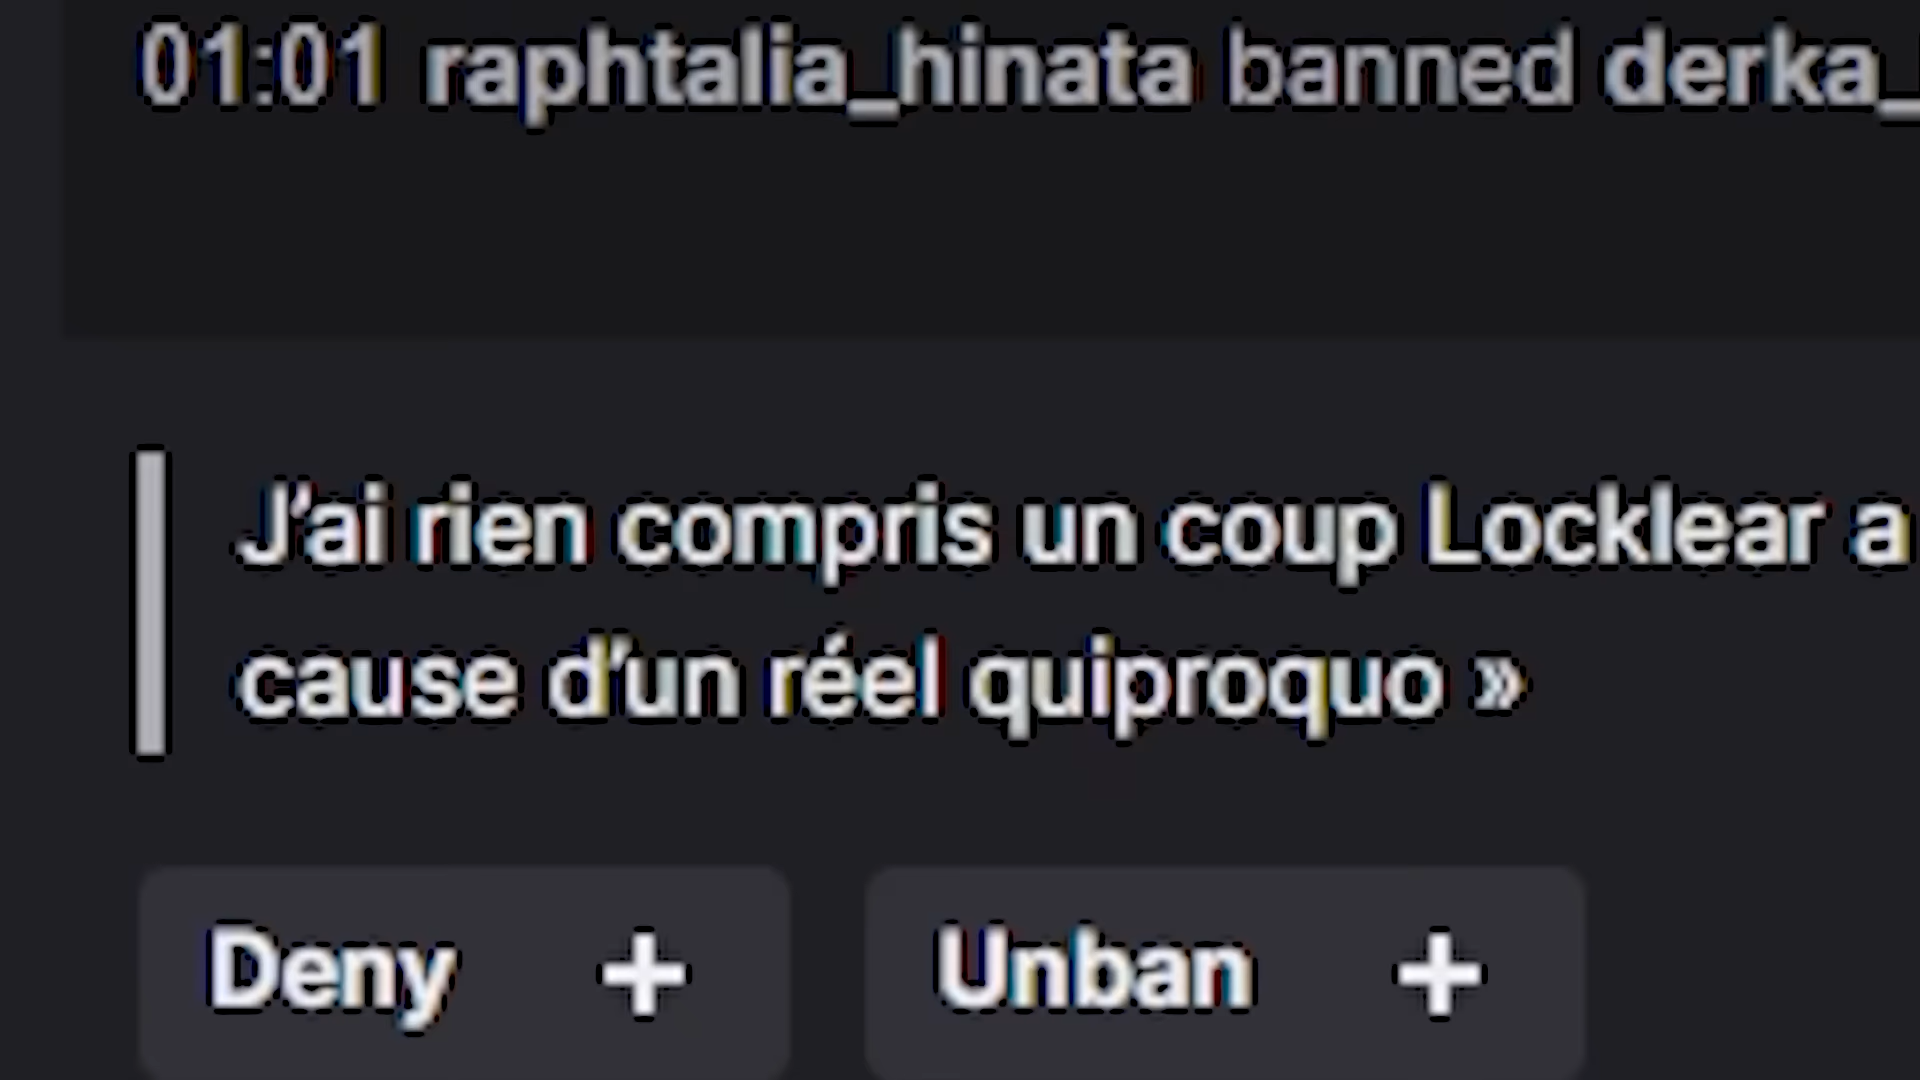 01:01 raphtalia_hinata banned derka_
J'ai rien compris un coup Locklear a
cause d'un réel quiproquo »
Deny +
Unban +